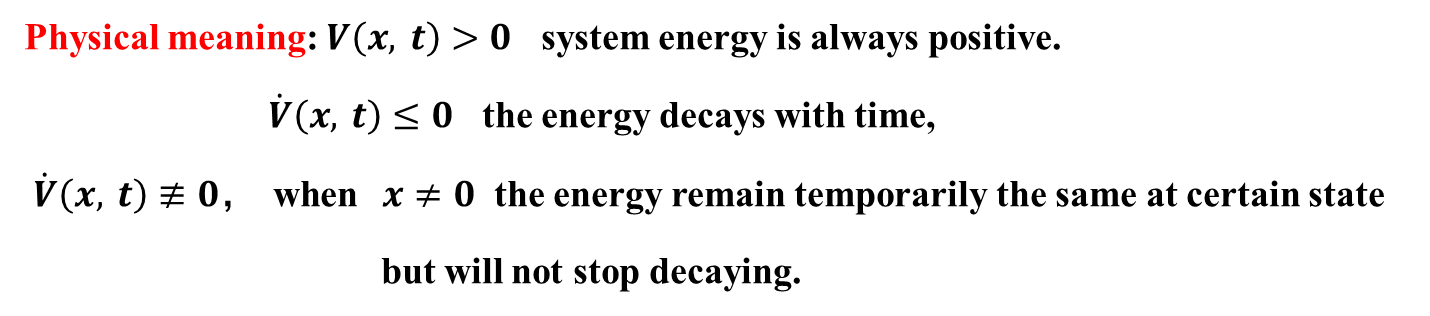 Physical meaning: V(x, t) > 0 system energy is always positive.
V̇(x, t) ≤ 0 the energy decays with time,
V̇(x, t) ≢ 0, when x ≠ 0 the energy remain temporarily the same at certain state
but will not stop decaying.